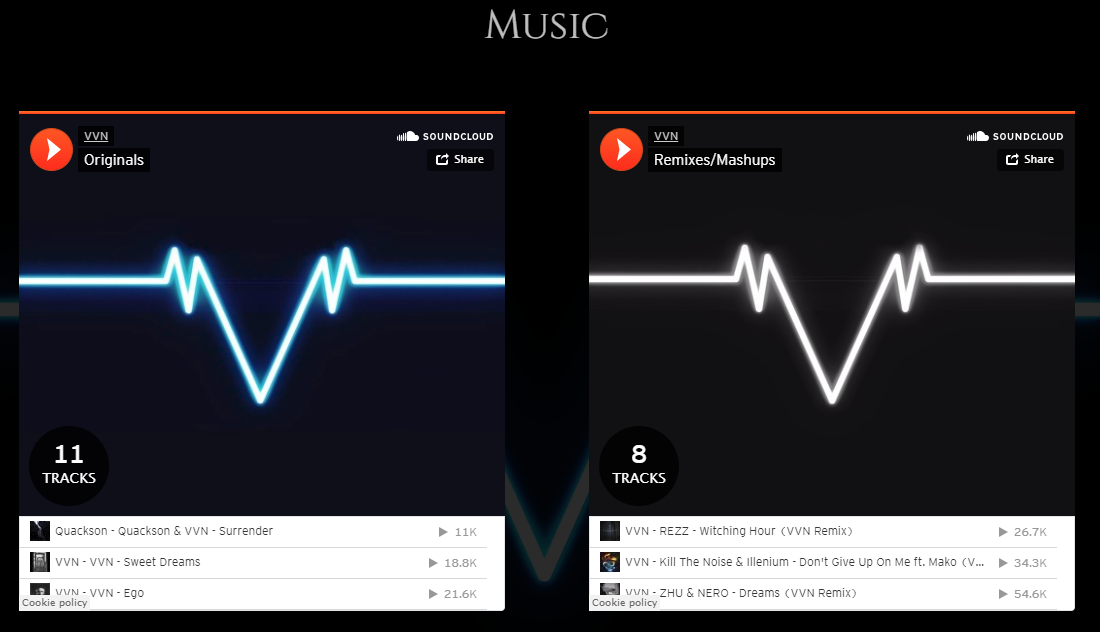 Music
VVN
Originals
SOUNDCLOUD
Share
11
TRACKS
Quackson - Quackson & VVN - Surrender 11K
VVN - VVN - Sweet Dreams 18.8K
VVN - VVN - Ego 21.6K
Cookie policy
VVN
Remixes/Mashups
SOUNDCLOUD
Share
8
TRACKS
VVN - REZZ - Witching Hour (VVN Remix) 26.7K
VVN - Kill The Noise & Illenium - Don't Give Up On Me ft. Mako (V... 34.3K
VVN - ZHU & NERO - Dreams (VVN Remix) 54.6K
Cookie policy